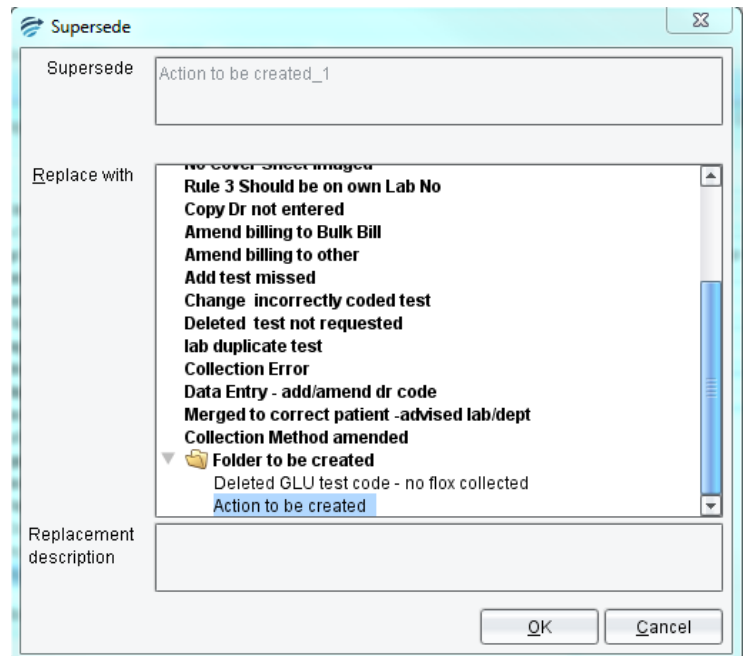 Supersede
Supersede
Action to be created_1
Replace with
No Cover Sheet Imaged
Rule 3 Should be on own Lab No
Copy Dr not entered
Amend billing to Bulk Bill
Amend billing to other
Add test missed
Change  incorrectly coded test
Deleted  test not requested
lab duplicate test
Collection Error
Data Entry - add/amend dr code
Merged to correct patient -advised lab/dept
Collection Method amended
Folder to be created
Deleted GLU test code - no flox collected
Action to be created
Replacement
description
OK
Cancel